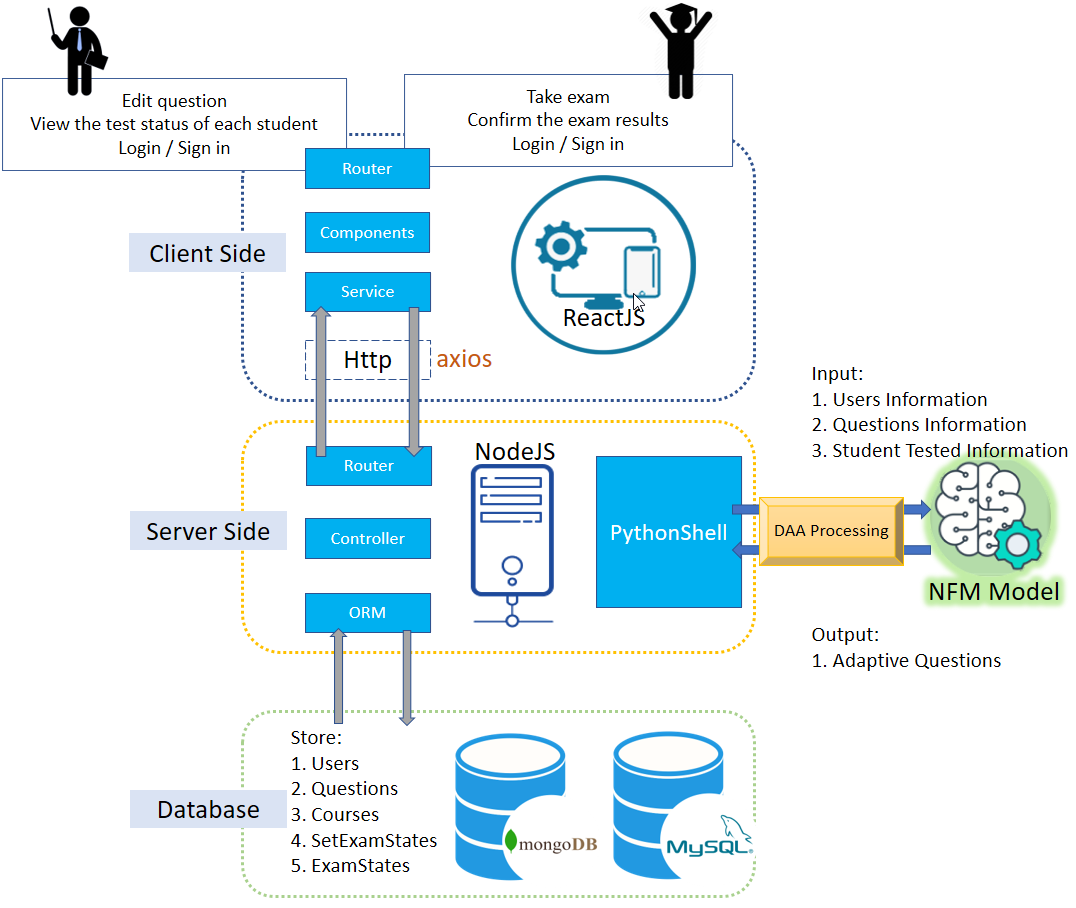 Edit question
View the test status of each student
Login / Sign in
Take exam
Confirm the exam results
Login / Sign in
Router
Components
Client Side
Service
ReactJS
Http
axios
Input:
1. Users Information
2. Questions Information
3. Student Tested Information
Router
NodeJS
Server Side
Controller
PythonShell
DAA Processing
NFM Model
ORM
Output:
1. Adaptive Questions
Store:
1. Users
2. Questions
3. Courses
4. SetExamStates
5. ExamStates
Database
mongoDB
MySQL